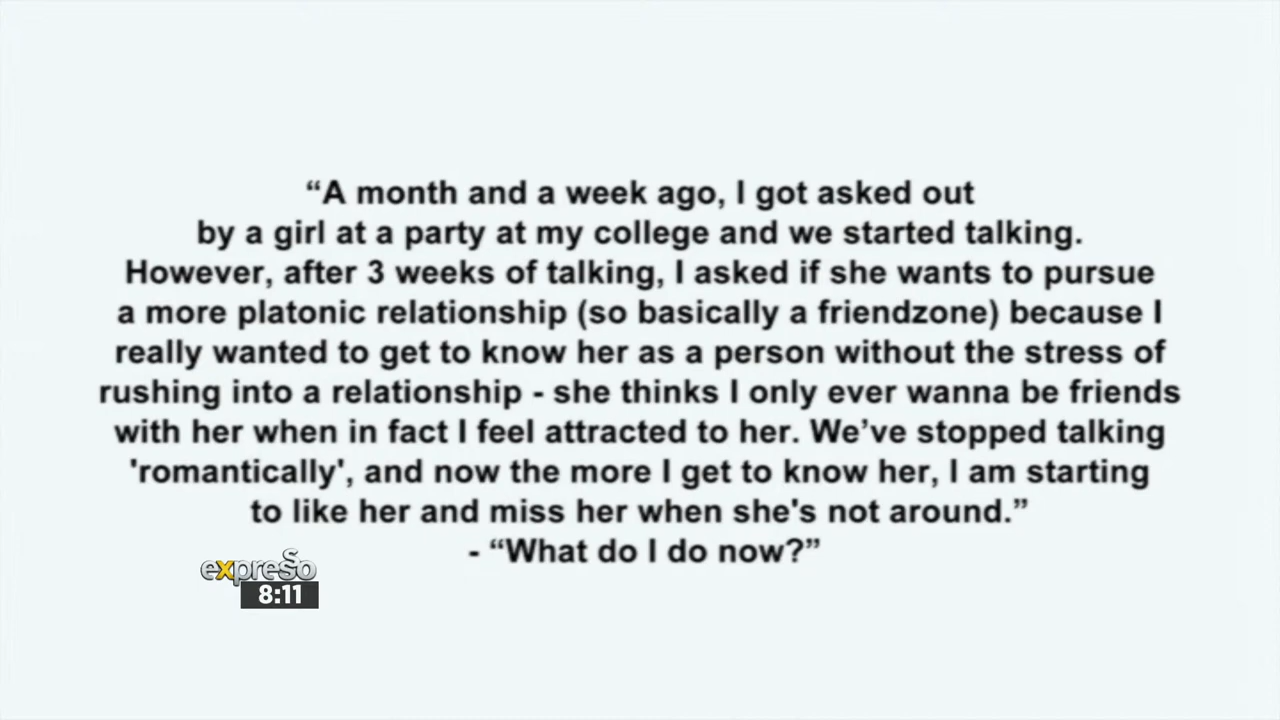 “A month and a week ago, I got asked out
by a girl at a party at my college and we started talking.
However, after 3 weeks of talking, I asked if she wants to pursue
a more platonic relationship (so basically a friendzone) because I
really wanted to get to know her as a person without the stress of
rushing into a relationship - she thinks I only ever wanna be friends
with her when in fact I feel attracted to her. We’ve stopped talking
'romantically', and now the more I get to know her, I am starting
to like her and miss her when she's not around.”
- “What do I do now?”
expresso
8:11